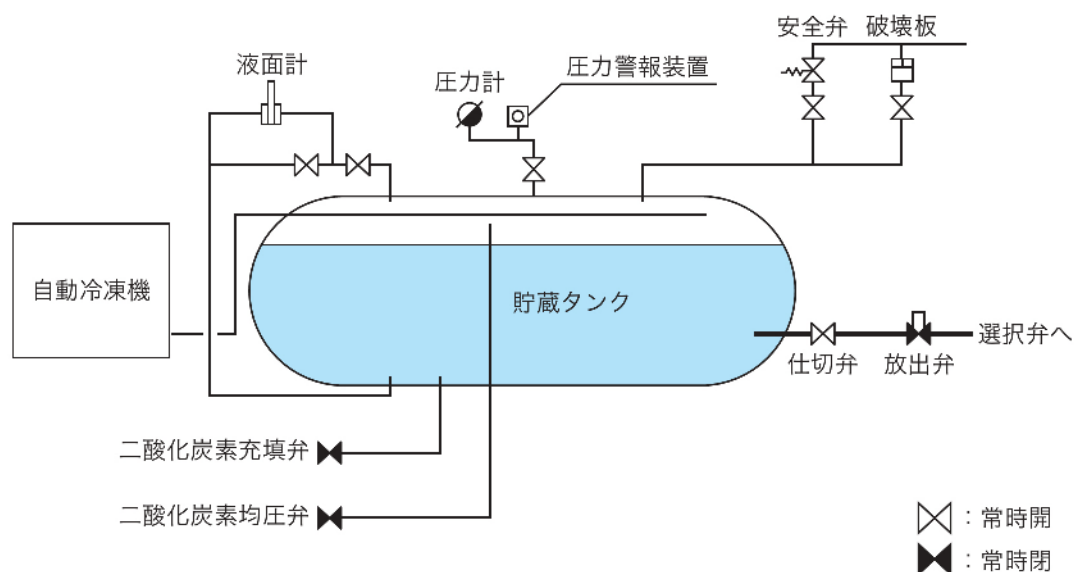 安全弁 破壊板
液面計
圧力計
圧力警報装置
自動冷凍機
貯蔵タンク
選択弁へ
仕切弁 放出弁
二酸化炭素充填弁
二酸化炭素均圧弁
：常時開
：常時閉